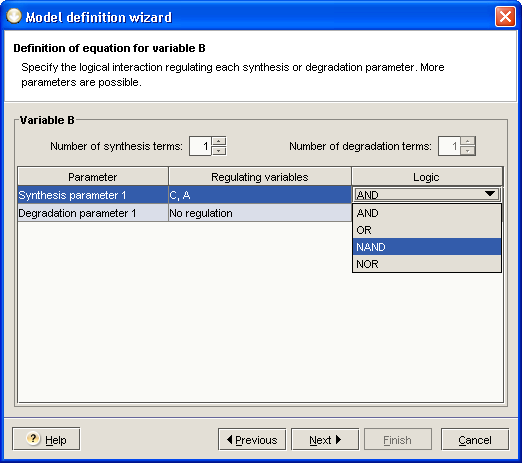 Model definition wizard
Definition of equation for variable B
Specify the logical interaction regulating each synthesis or degradation parameter. More
parameters are possible.
Variable B
Number of synthesis terms: 1 Number of degradation terms: 1
Parameter Regulating variables Logic
Synthesis parameter 1 C, A AND
Degradation parameter 1 No regulation AND
OR
NAND
NOR
? Help Previous Next Finish Cancel